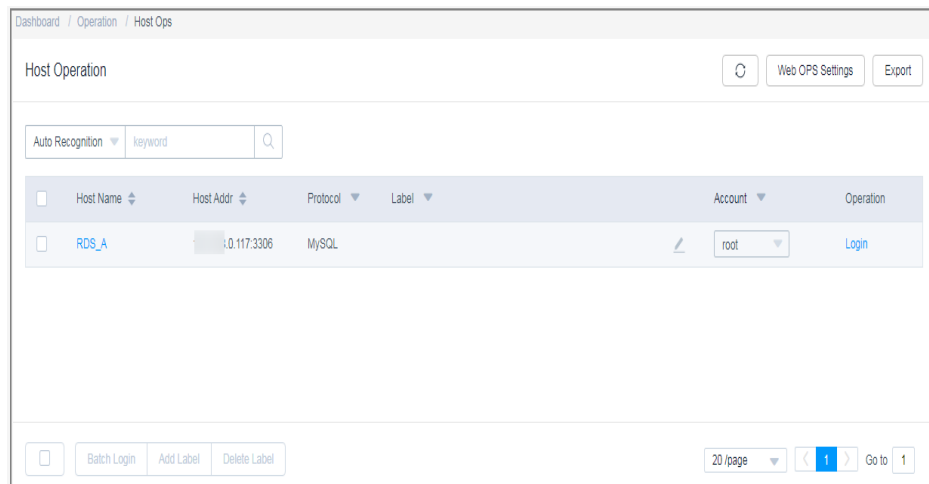 Dashboard / Operation / Host Ops
Host Operation
Web OPS Settings
Export
Auto Recognition
keyword
Host Name
Host Addr
Protocol
Label
Account
Operation
RDS_A
.0.117:3306
MySQL
root
Login
Batch Login
Add Label
Delete Label
20 /page
1
Go to
1